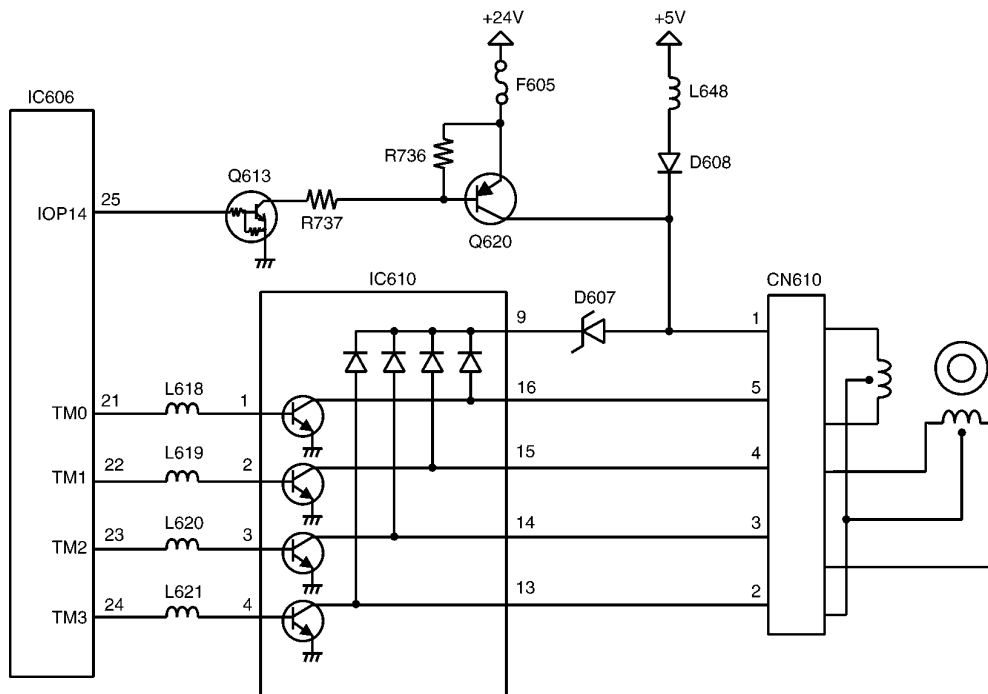 +24V
+5V
F605
L648
IC606
R736
D608
Q613
25
IOP14
R737
Q620
IC610
D607
CN610
9
1
L618
16
5
TM0
21
1
L619
15
4
TM1
22
2
L620
14
3
TM2
23
3
L621
13
2
TM3
24
4